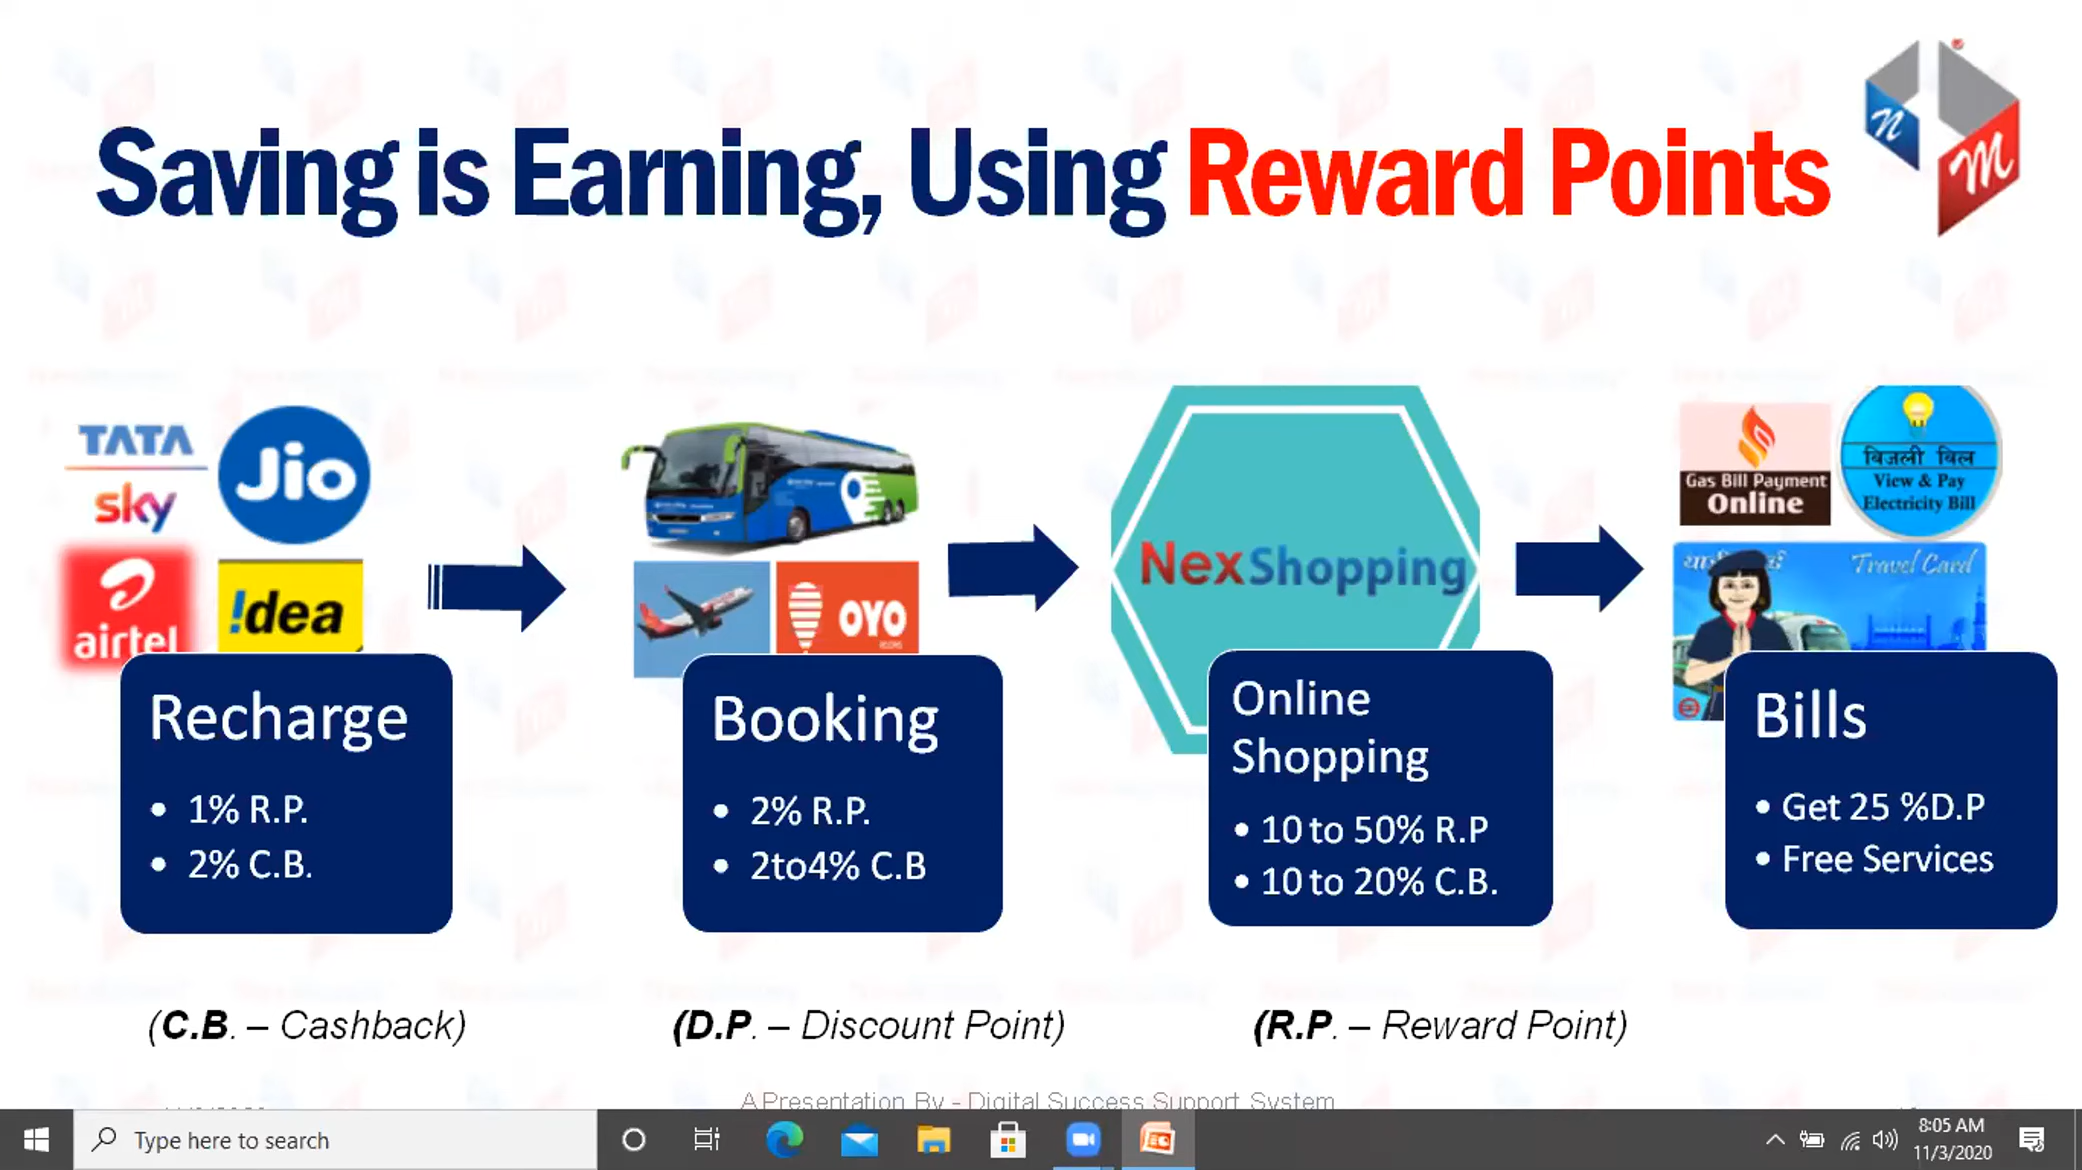 Saving is Earning, Using Reward Points
n
M
TATA
sky
Jio
airtel
!dea
OYO
ROOMS
NexShopping
Gas Bill Payment
Online
बिजली बिल
View & Pay
Electricity Bill
Travel Card
Recharge
• 1% R.P.
• 2% C.B.
Booking
• 2% R.P.
• 2to4% C.B
Online
Shopping
• 10 to 50% R.P
• 10 to 20% C.B.
Bills
• Get 25 %D.P
• Free Services
(C.B. – Cashback)
(D.P. – Discount Point)
(R.P. – Reward Point)
A Presentation By - Digital Success Support System
Type here to search
8:05 AM
11/3/2020